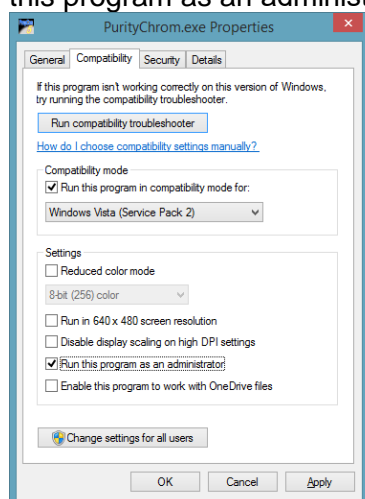 this program as an administ
PurityChrom.exe Properties
General Compatibility Security Details
If this program isn't working correctly on this version of Windows,
try running the compatibility troubleshooter.
Run compatibility troubleshooter
How do I choose compatibility settings manually?
Compatibility mode
Run this program in compatibility mode for:
Windows Vista (Service Pack 2)
Settings
Reduced color mode
8-bit (256) color
Run in 640 x 480 screen resolution
Disable display scaling on high DPI settings
Run this program as an administrator
Enable this program to work with OneDrive files
Change settings for all users
OK Cancel Apply